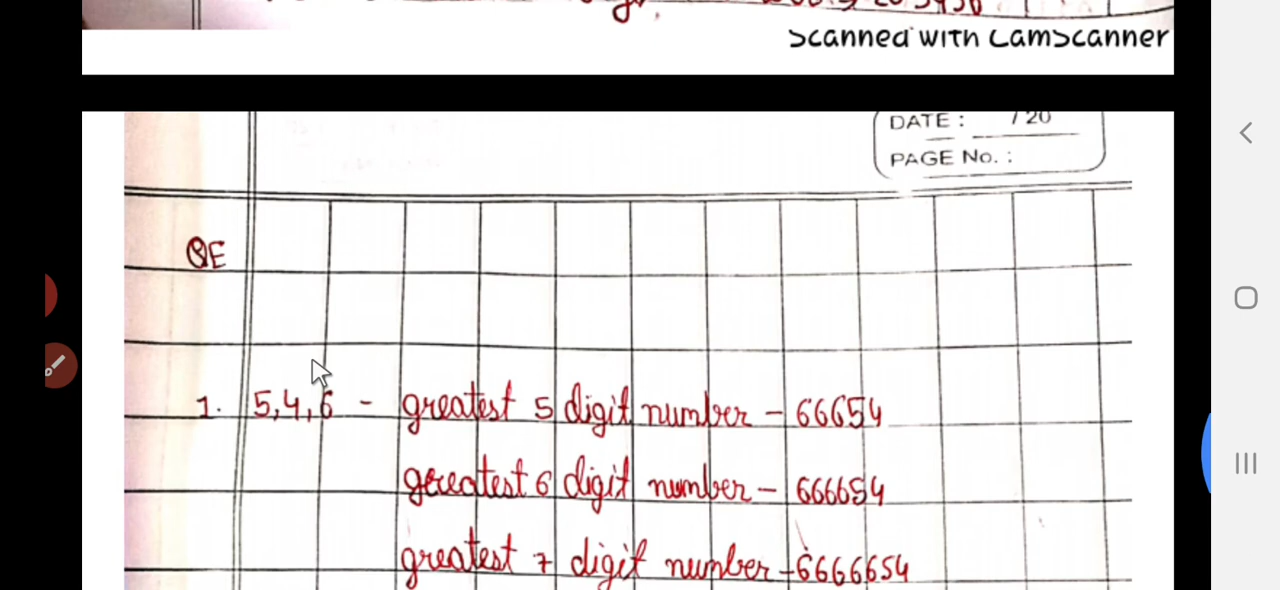 Scanned with CamScanner
DATE : / 20
PAGE No. :
QE
1. 5,4,6 - greatest 5 digit number - 66654
greatest 6 digit number - 666654
greatest 7 digit number - 6666654